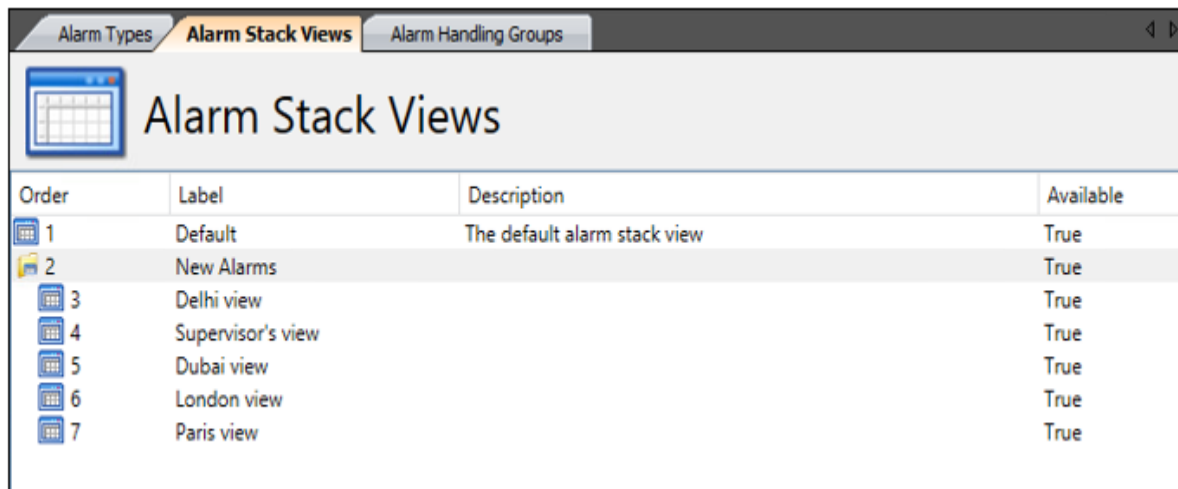 Alarm Types Alarm Stack Views Alarm Handling Groups
Alarm Stack Views
Order Label Description Available
1 Default The default alarm stack view True
2 New Alarms True
3 Delhi view True
4 Supervisor's view True
5 Dubai view True
6 London view True
7 Paris view True